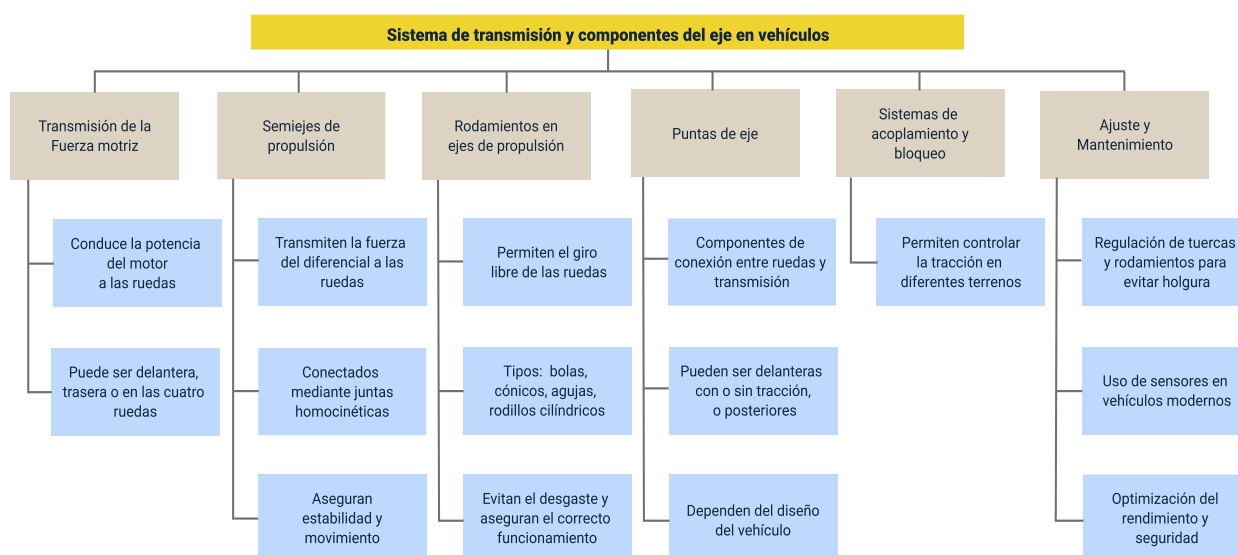 Sistema de transmisión y componentes del eje en vehículos
Transmisión de la
Fuerza motriz
Conduce la potencia
del motor
a las ruedas
Puede ser delantera,
trasera o en las cuatro
ruedas
Semiejes de
propulsión
Transmiten la fuerza
del diferencial a las
ruedas
Conectados
mediante juntas
homocinéticas
Aseguran
estabilidad y
movimiento
Rodamientos en
ejes de propulsión
Permiten el giro
libre de las ruedas
Tipos: bolas,
cónicos, agujas,
rodillos cilíndricos
Evitan el desgaste y
aseguran el correcto
funcionamiento
Puntas de eje
Componentes de
conexión entre ruedas y
transmisión
Pueden ser delanteras
con o sin tracción,
o posteriores
Dependen del diseño
del vehículo
Sistemas de
acoplamiento y
bloqueo
Permiten controlar
la tracción en
diferentes terrenos
Ajuste y
Mantenimiento
Regulación de tuercas
y rodamientos para
evitar holgura
Uso de sensores en
vehículos modernos
Optimización del
rendimiento y
seguridad